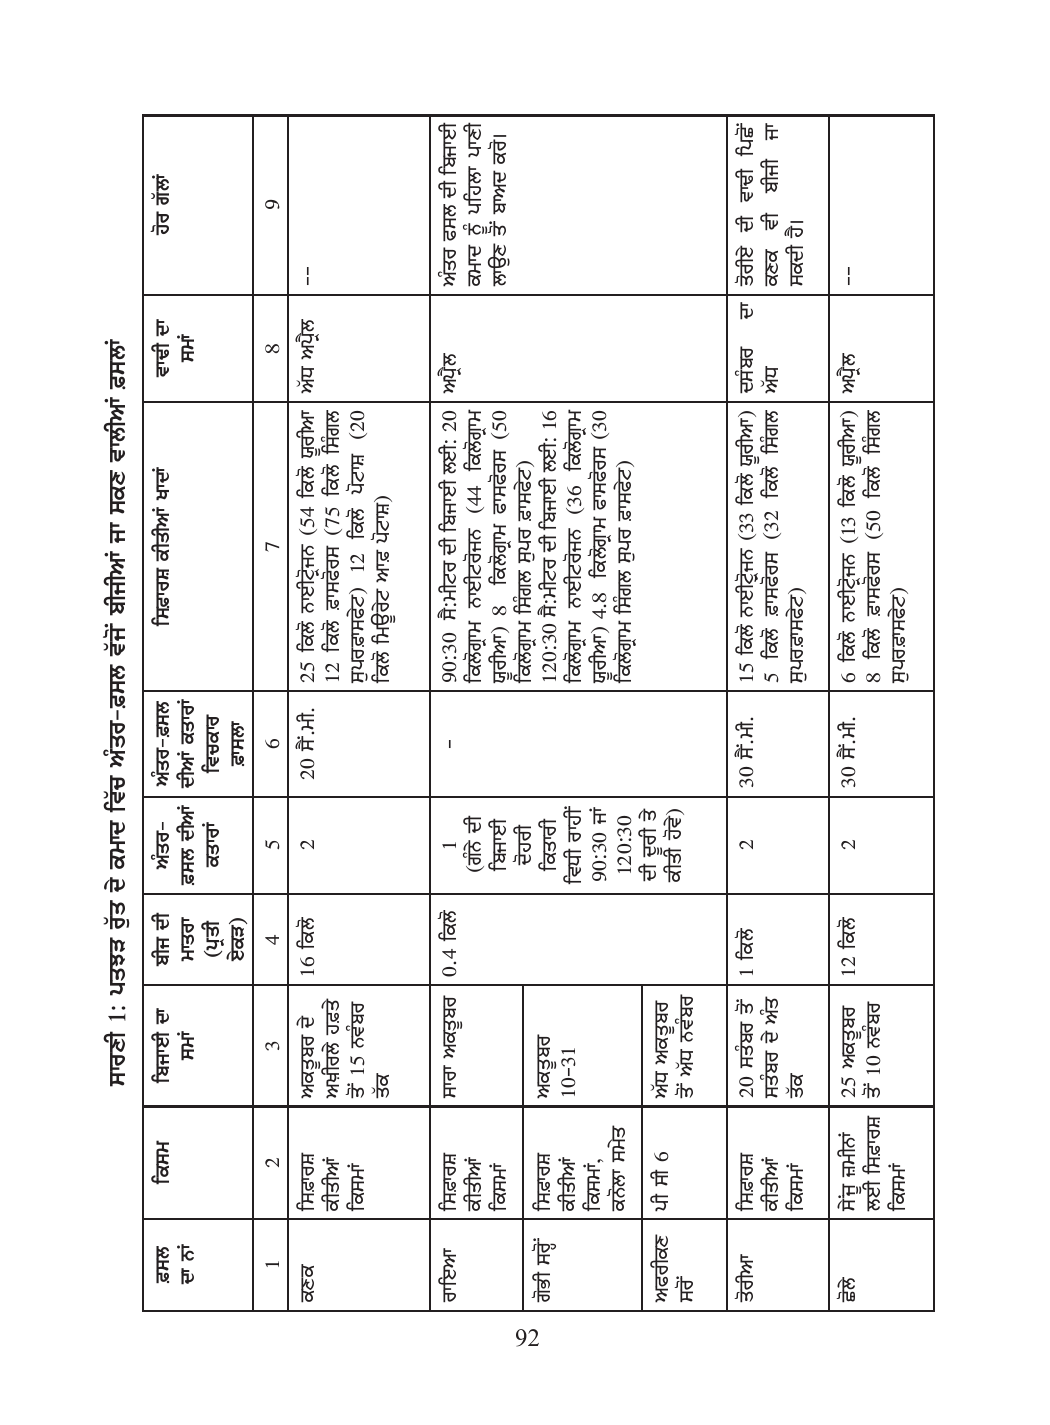 ਸਾਰਣੀ 1: ਪਤਝੜ ਰੁੱਤ ਦੇ ਕਮਾਦ ਵਿੱਚ ਅੰਤਰ-ਫ਼ਸਲ ਵੱਜੋਂ ਬੀਜੀਆਂ ਜਾ ਸਕਣ ਵਾਲੀਆਂ ਫ਼ਸਲਾਂ
ਫ਼ਸਲ
ਦਾ ਨਾਂ
ਕਿਸਮ
ਬਿਜਾਈ ਦਾ
ਸਮਾਂ
ਬੀਜ ਦੀ
ਮਾਤਰਾ
(ਪ੍ਰਤੀ
ਏਕੜ)
ਅੰਤਰ-
ਫ਼ਸਲ ਦੀਆਂ
ਕਤਾਰਾਂ
ਅੰਤਰ-ਫ਼ਸਲ
ਦੀਆਂ ਕਤਾਰਾਂ
ਵਿਚਕਾਰ
ਫ਼ਾਸਲਾ
ਸਿਫ਼ਾਰਸ਼ ਕੀਤੀਆਂ ਖਾਦਾਂ
ਵਾਢੀ ਦਾ
ਸਮਾਂ
ਹੋਰ ਗੱਲਾਂ
1 2 3 4 5 6 7 8 9
ਕਣਕ
ਸਿਫ਼ਾਰਸ਼
ਕੀਤੀਆਂ
ਕਿਸਮਾਂ
ਅਕਤੂਬਰ ਦੇ
ਅਖ਼ੀਰਲੇ ਹਫ਼ਤੇ
ਤੋਂ 15 ਨਵੰਬਰ
ਤੱਕ
16 ਕਿਲੋ
2
20 ਸੈਂ.ਮੀ.
25 ਕਿਲੋ ਨਾਈਟ੍ਰੋਜਨ (54 ਕਿਲੋ ਯੂਰੀਆ
12 ਕਿਲੋ ਫ਼ਾਸਫੋਰਸ (75 ਕਿਲੋ ਸਿੰਗਲ
ਸੁਪਰਫ਼ਾਸਫੇਟ) 12 ਕਿਲੋ ਪੋਟਾਸ਼ (20
ਕਿਲੋ ਮਿਊਰੇਟ ਆਫ਼ ਪੋਟਾਸ਼)
ਅੱਧ ਅਪ੍ਰੈਲ
--
ਰਾਇਆ
ਸਿਫ਼ਾਰਸ਼
ਕੀਤੀਆਂ
ਕਿਸਮਾਂ
ਸਾਰਾ ਅਕਤੂਬਰ
0.4 ਕਿਲੋ
1
(ਗੰਨੇ ਦੀ
ਬਿਜਾਈ
ਦੋਹਰੀ
ਕਿਤਾਰੀ
ਵਿਧੀ ਰਾਹੀਂ
90:30 ਜਾਂ
120:30
ਦੀ ਦੂਰੀ ਤੇ
ਕੀਤੀ ਹੋਵੇ)
-
90:30 ਸੈਂ:ਮੀਟਰ ਦੀ ਬਿਜਾਈ ਲਈ: 20
ਕਿਲੋਗ੍ਰਾਮ ਨਾਈਟਰੋਜਨ (44 ਕਿਲੋਗ੍ਰਾਮ
ਯੂਰੀਆ) 8 ਕਿਲੋਗ੍ਰਾਮ ਫਾਸਫੋਰਸ (50
ਕਿਲੋਗ੍ਰਾਮ ਸਿੰਗਲ ਸੁਪਰ ਫ਼ਾਸਫੇਟ)
120:30 ਸੈਂ:ਮੀਟਰ ਦੀ ਬਿਜਾਈ ਲਈ: 16
ਕਿਲੋਗ੍ਰਾਮ ਨਾਈਟਰੋਜਨ (36 ਕਿਲੋਗ੍ਰਾਮ
ਯੂਰੀਆ) 4.8 ਕਿਲੋਗ੍ਰਾਮ ਫਾਸਫੋਰਸ (30
ਕਿਲੋਗ੍ਰਾਮ ਸਿੰਗਲ ਸੁਪਰ ਫ਼ਾਸਫੇਟ)
ਅਪ੍ਰੈਲ
ਅੰਤਰ ਫਸਲ ਦੀ ਬਿਜਾਈ
ਕਮਾਦ ਨੂੰ ਪਹਿਲਾ ਪਾਣੀ
ਲਾਉਣ ਤੋਂ ਬਾਅਦ ਕਰੋ।
ਗੋਭੀ ਸਰ੍ਹੋਂ
ਸਿਫ਼ਾਰਸ਼
ਕੀਤੀਆਂ
ਕਿਸਮਾਂ,
ਕਨੋਲਾ ਸਮੇਤ
ਅਕਤੂਬਰ
10-31
ਅਫਰੀਕਣ
ਸਰੋਂ
ਪੀ ਸੀ 6
ਅੱਧ ਅਕਤੂਬਰ
ਤੋਂ ਅੱਧ ਨਵੰਬਰ
ਤੋਰੀਆ
ਸਿਫ਼ਾਰਸ਼
ਕੀਤੀਆਂ
ਕਿਸਮਾਂ
20 ਸਤੰਬਰ ਤੋਂ
ਸਤੰਬਰ ਦੇ ਅੰਤ
ਤੱਕ
1 ਕਿਲੋ
2
30 ਸੈਂ.ਮੀ.
15 ਕਿਲੋ ਨਾਈਟ੍ਰੋਜਨ (33 ਕਿਲੋ ਯੂਰੀਆ)
5 ਕਿਲੋ ਫ਼ਾਸਫੋਰਸ (32 ਕਿਲੋ ਸਿੰਗਲ
ਸੁਪਰਫ਼ਾਸਫੇਟ)
ਦਸੰਬਰ ਦਾ
ਅੱਧ
ਤੋਰੀਏ ਦੀ ਵਾਢੀ ਪਿਛੋਂ
ਕਣਕ ਵੀ ਬੀਜੀ ਜਾ
ਸਕਦੀ ਹੈ।
ਛੋਲੇ
ਸੇਂਜੂ ਜ਼ਮੀਨਾਂ
ਲਈ ਸਿਫ਼ਾਰਸ਼
ਕਿਸਮਾਂ
25 ਅਕਤੂਬਰ
ਤੋਂ 10 ਨਵੰਬਰ
12 ਕਿਲੋ
2
30 ਸੈਂ.ਮੀ.
6 ਕਿਲੋ ਨਾਈਟ੍ਰੋਜਨ (13 ਕਿਲੋ ਯੂਰੀਆ)
8 ਕਿਲੋ ਫ਼ਾਸਫੋਰਸ (50 ਕਿਲੋ ਸਿੰਗਲ
ਸੁਪਰਫ਼ਾਸਫੇਟ)
ਅਪ੍ਰੈਲ
--
92